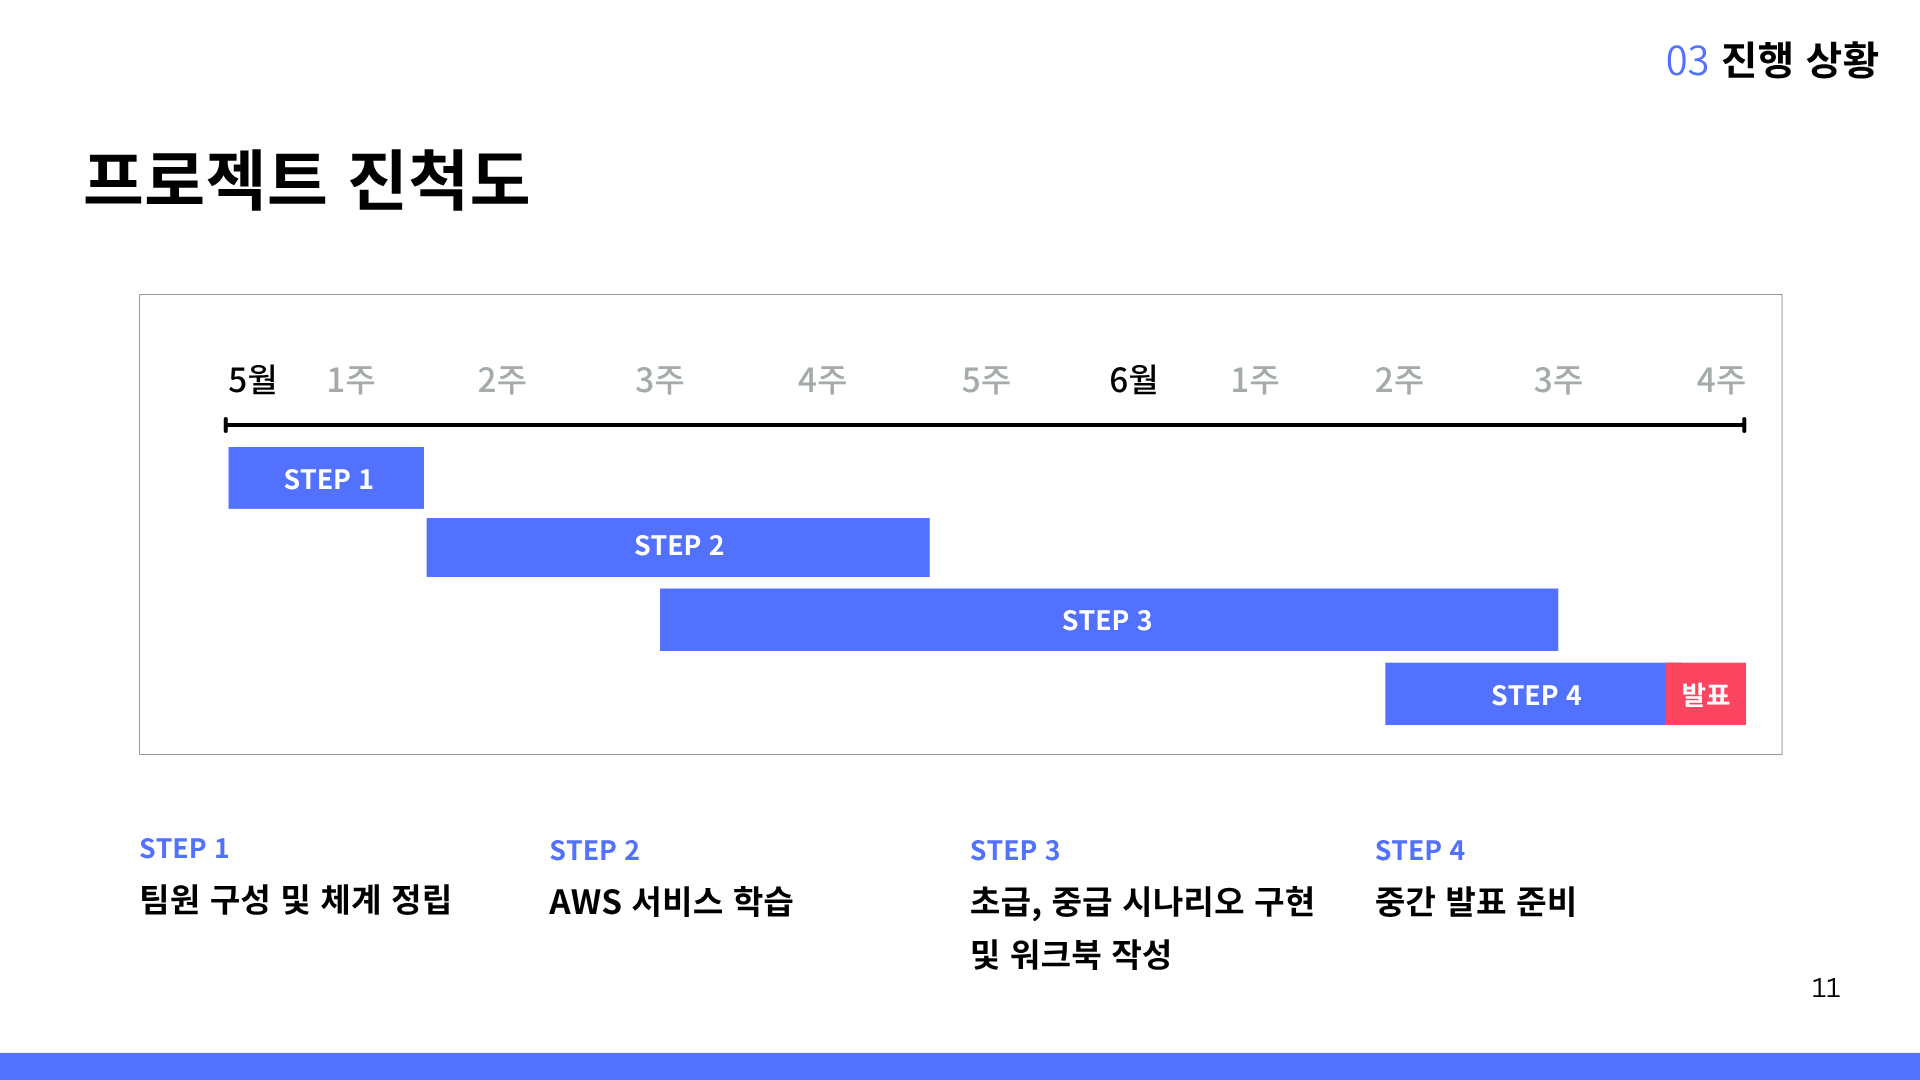 03 진행 상황
프로젝트 진척도
5월 1주 2주 3주 4주 5주 6월 1주 2주 3주 4주
STEP 1
STEP 2
STEP 3
STEP 4 발표
STEP 1
팀원 구성 및 체계 정립
STEP 2
AWS 서비스 학습
STEP 3
초급, 중급 시나리오 구현
및 워크북 작성
STEP 4
중간 발표 준비
11